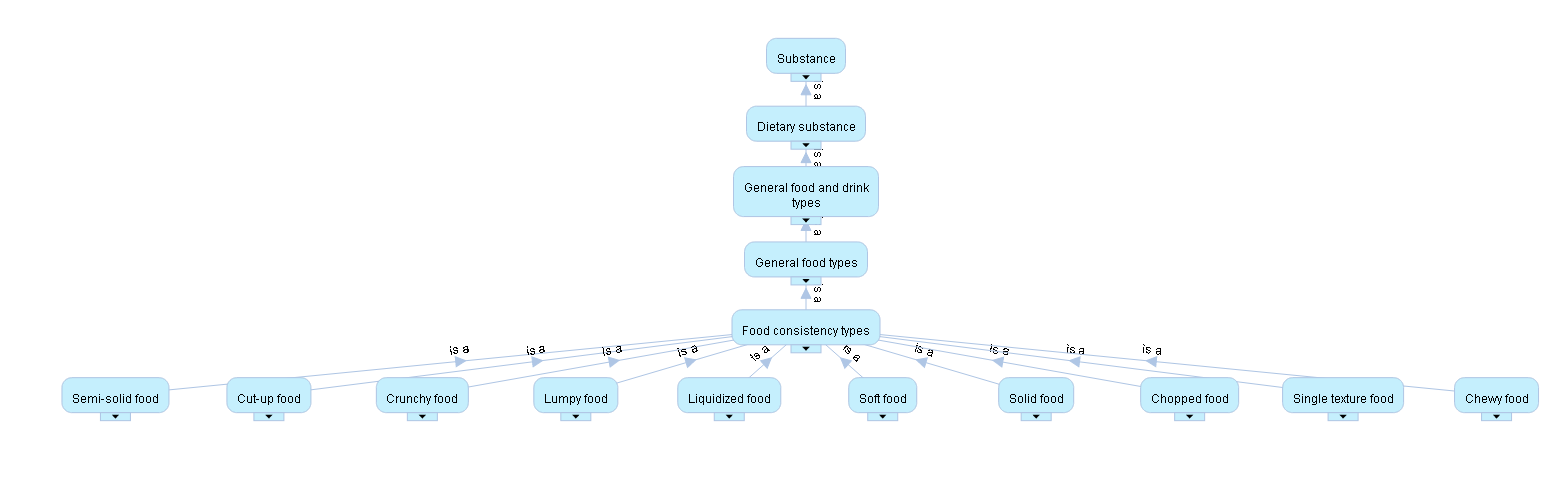 Substance
is a
Dietary substance
is a
General food and drink
types
a
General food types
is a
Food consistency types
is a
is a
is a
is a
is a
is a
is a
is a
is a
is a
Semi-solid food
Cut-up food
Crunchy food
Lumpy food
Liquidized food
Soft food
Solid food
Chopped food
Single texture food
Chewy food